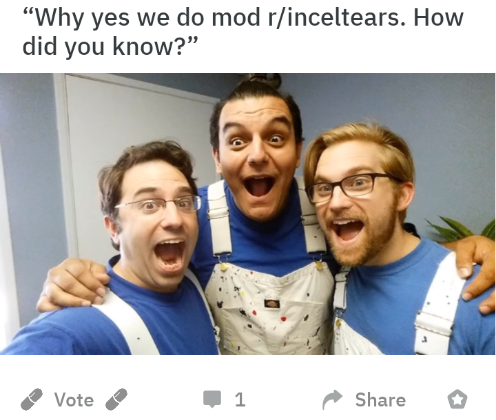 “Why yes we do mod r/inceltears. How
did you know?”
Vote 1 Share